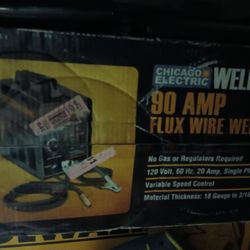 CHICAGO
ELECTRIC
WEL
90 AMP
FLUX WIRE WE
No Gas or Regulators Required
120 Volt, 60 Hz, 20 Amp, Single P
Variable Speed Control
Material Thickness: 18 Gauge to 3/16